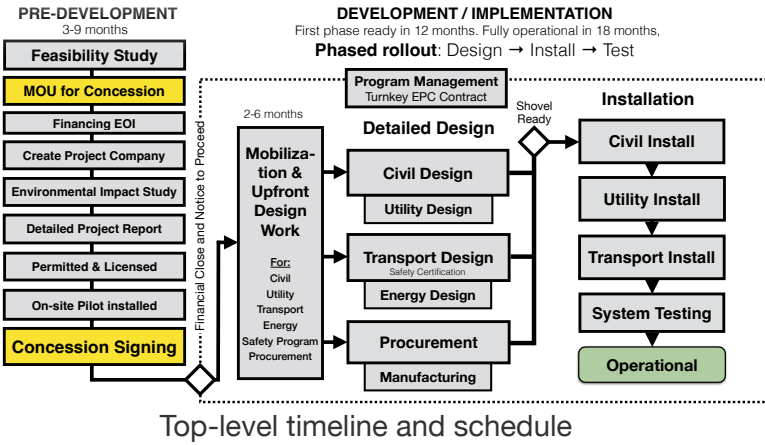 PRE-DEVELOPMENT
3-9 months
Feasibility Study
MOU for Concession
Financing EOI
Create Project Company
Environmental Impact Study
Detailed Project Report
Permitted & Licensed
On-site Pilot installed
Concession Signing
Financial Close and Notice to Proceed
DEVELOPMENT / IMPLEMENTATION
First phase ready in 12 months. Fully operational in 18 months,
Phased rollout: Design → Install → Test
Program Management
Turnkey EPC Contract
2-6 months
Mobiliza-
tion &
Upfront
Design
Work
For:
Civil
Utility
Transport
Energy
Safety Program
Procurement
Detailed Design
Civil Design
Utility Design
Transport Design
Safety Certification
Energy Design
Procurement
Manufacturing
Shovel
Ready
Installation
Civil Install
Utility Install
Transport Install
System Testing
Operational
Top-level timeline and schedule